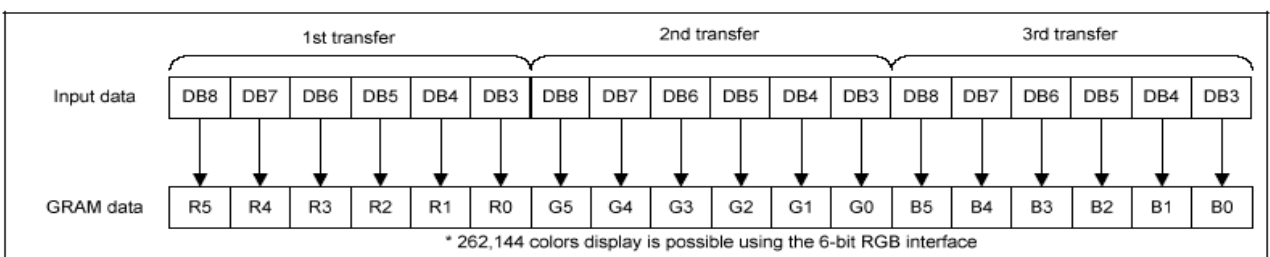 1st transfer 2nd transfer 3rd transfer
Input data DB8 DB7 DB6 DB5 DB4 DB3 DB8 DB7 DB6 DB5 DB4 DB3 DB8 DB7 DB6 DB5 DB4 DB3
GRAM data R5 R4 R3 R2 R1 R0 G5 G4 G3 G2 G1 G0 B5 B4 B3 B2 B1 B0
* 262,144 colors display is possible using the 6-bit RGB interface